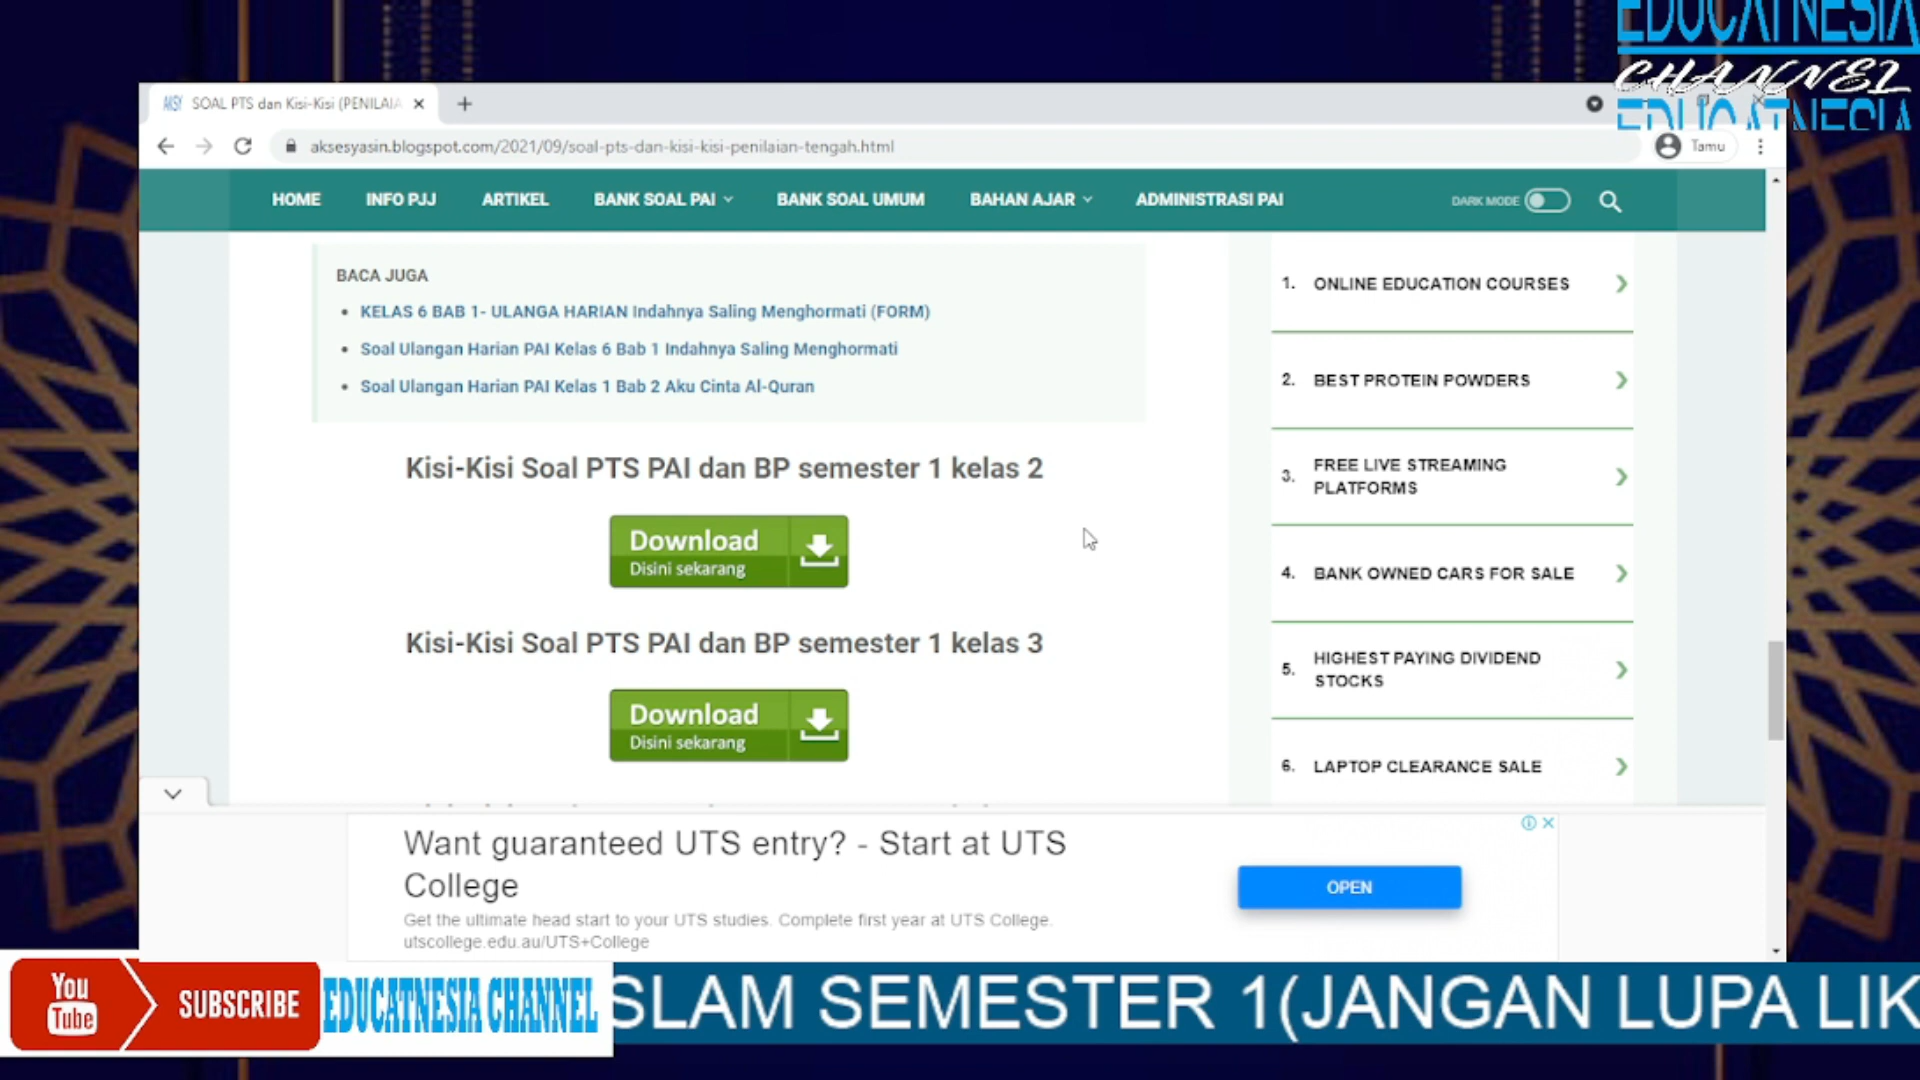 EDUCATNESIA
CHANNEL
EDUCATNESIA
AKSY SOAL PTS dan Kisi-Kisi (PENILAIA
aksesyasin.blogspot.com/2021/09/soal-pts-dan-kisi-kisi-penilaian-tengah.html
Tamu
HOME INFO PJJ ARTIKEL BANK SOAL PAI BANK SOAL UMUM BAHAN AJAR ADMINISTRASI PAI DARK MODE
BACA JUGA
• KELAS 6 BAB 1- ULANGA HARIAN Indahnya Saling Menghormati (FORM)
• Soal Ulangan Harian PAI Kelas 6 Bab 1 Indahnya Saling Menghormati
• Soal Ulangan Harian PAI Kelas 1 Bab 2 Aku Cinta Al-Quran
Kisi-Kisi Soal PTS PAI dan BP semester 1 kelas 2
Download
Disini sekarang
Kisi-Kisi Soal PTS PAI dan BP semester 1 kelas 3
Download
Disini sekarang
1. ONLINE EDUCATION COURSES
2. BEST PROTEIN POWDERS
3. FREE LIVE STREAMING
PLATFORMS
4. BANK OWNED CARS FOR SALE
5. HIGHEST PAYING DIVIDEND
STOCKS
6. LAPTOP CLEARANCE SALE
Want guaranteed UTS entry? - Start at UTS
College
Get the ultimate head start to your UTS studies. Complete first year at UTS College.
utscollege.edu.au/UTS+College
OPEN
You
Tube
SUBSCRIBE
EDUCATNESIA CHANNEL
SLAM SEMESTER 1(JANGAN LUPA LIK